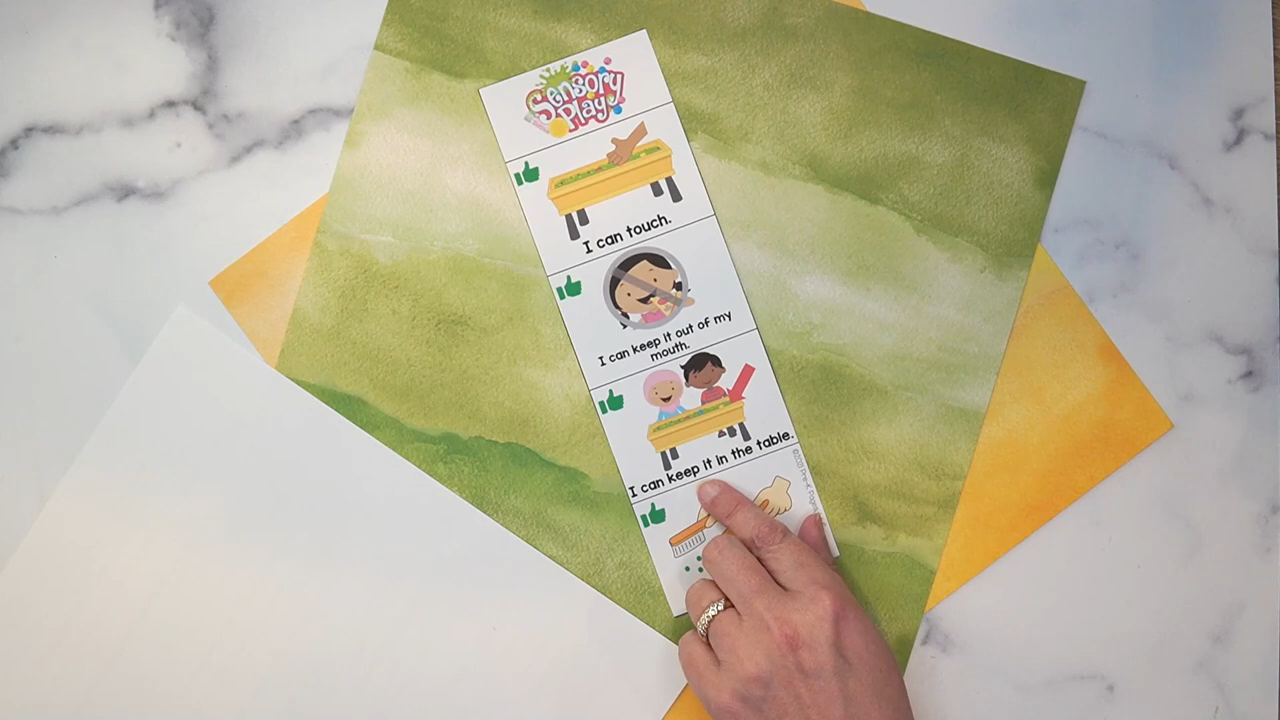 Sensory
Play
I can touch.
I can keep it out of my
mouth.
I can keep it in the table.